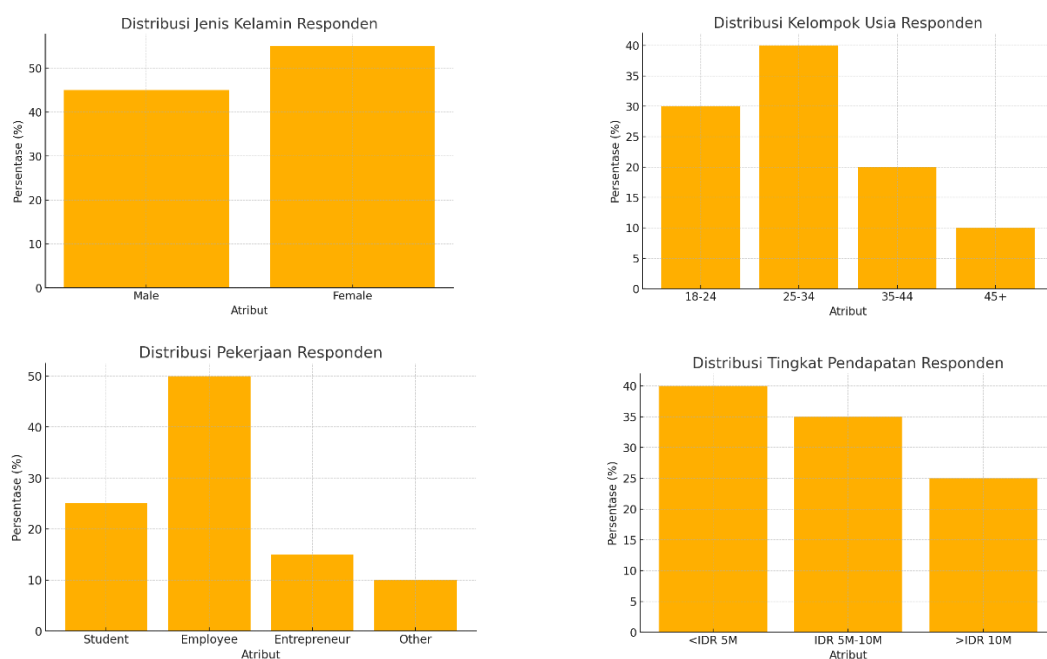 Distribusi Jenis Kelamin Responden
Persentase (%)
50
40
30
20
10
0
Male Female
Atribut
Distribusi Kelompok Usia Responden
Persentase (%)
40
35
30
25
20
15
10
5
0
18-24 25-34 35-44 45+
Atribut
Distribusi Pekerjaan Responden
Persentase (%)
50
40
30
20
10
0
Student Employee Entrepreneur Other
Atribut
Distribusi Tingkat Pendapatan Responden
Persentase (%)
40
35
30
25
20
15
10
5
0
<IDR 5M IDR 5M-10M >IDR 10M
Atribut